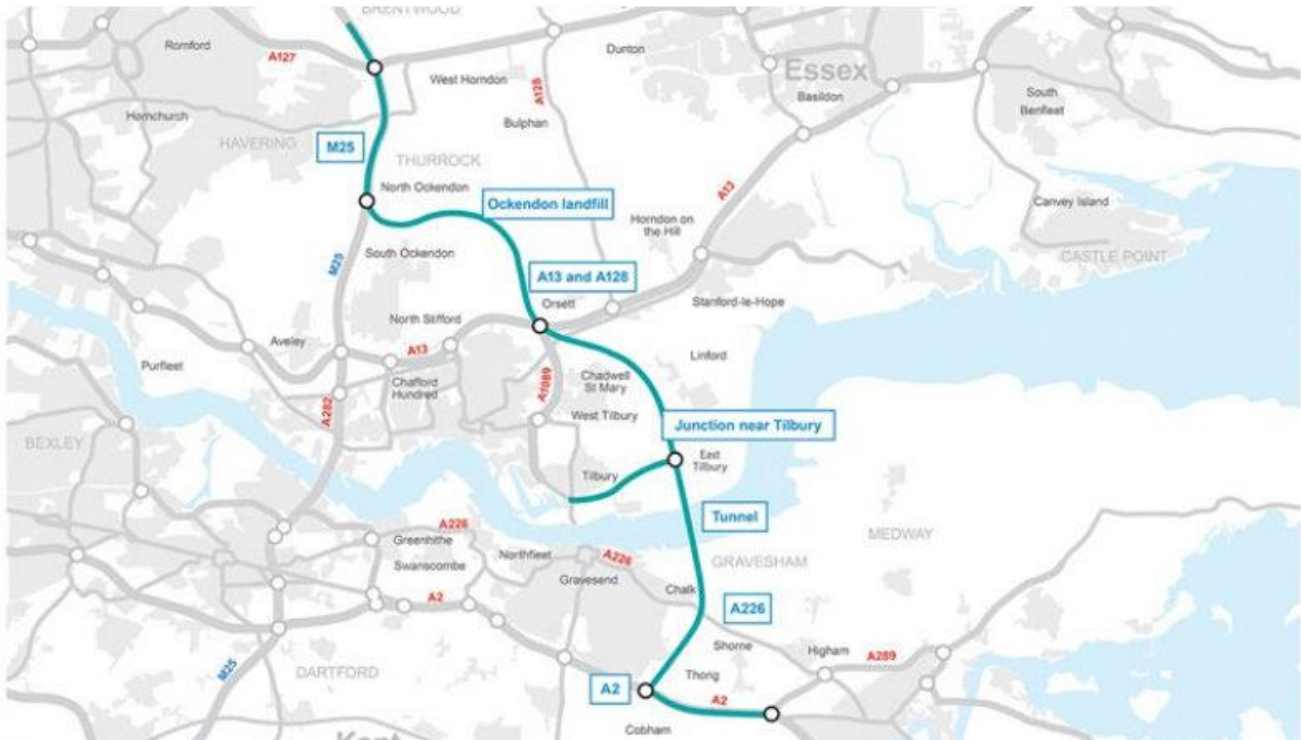 BRENTWOOD
Romford
A127
Dunton
West Horndon
A128
Essex
Basildon
South
Benfleet
Hornchurch
HAVERING
Bulphan
M25
THURROCK
North Ockendon
Ockendon landfill
A13
Canvey Island
Horndon on
the Hill
South Ockendon
M25
CASTLE POINT
A13 and A128
Orsett
Stanford-le-Hope
North Stifford
Aveley
A13
Linford
Purfleet
Chafford
Hundred
A1089
Chadwell
St Mary
A282
West Tilbury
Junction near Tilbury
BEXLEY
East
Tilbury
Tilbury
Tunnel
A226
MEDWAY
Greenhithe
Northfleet
A226
GRAVESHAM
Swanscombe
Gravesend
Chalk
A2
A226
Shorne
Higham
A289
M25
DARTFORD
Thong
A2
A2
Cobham
Kent